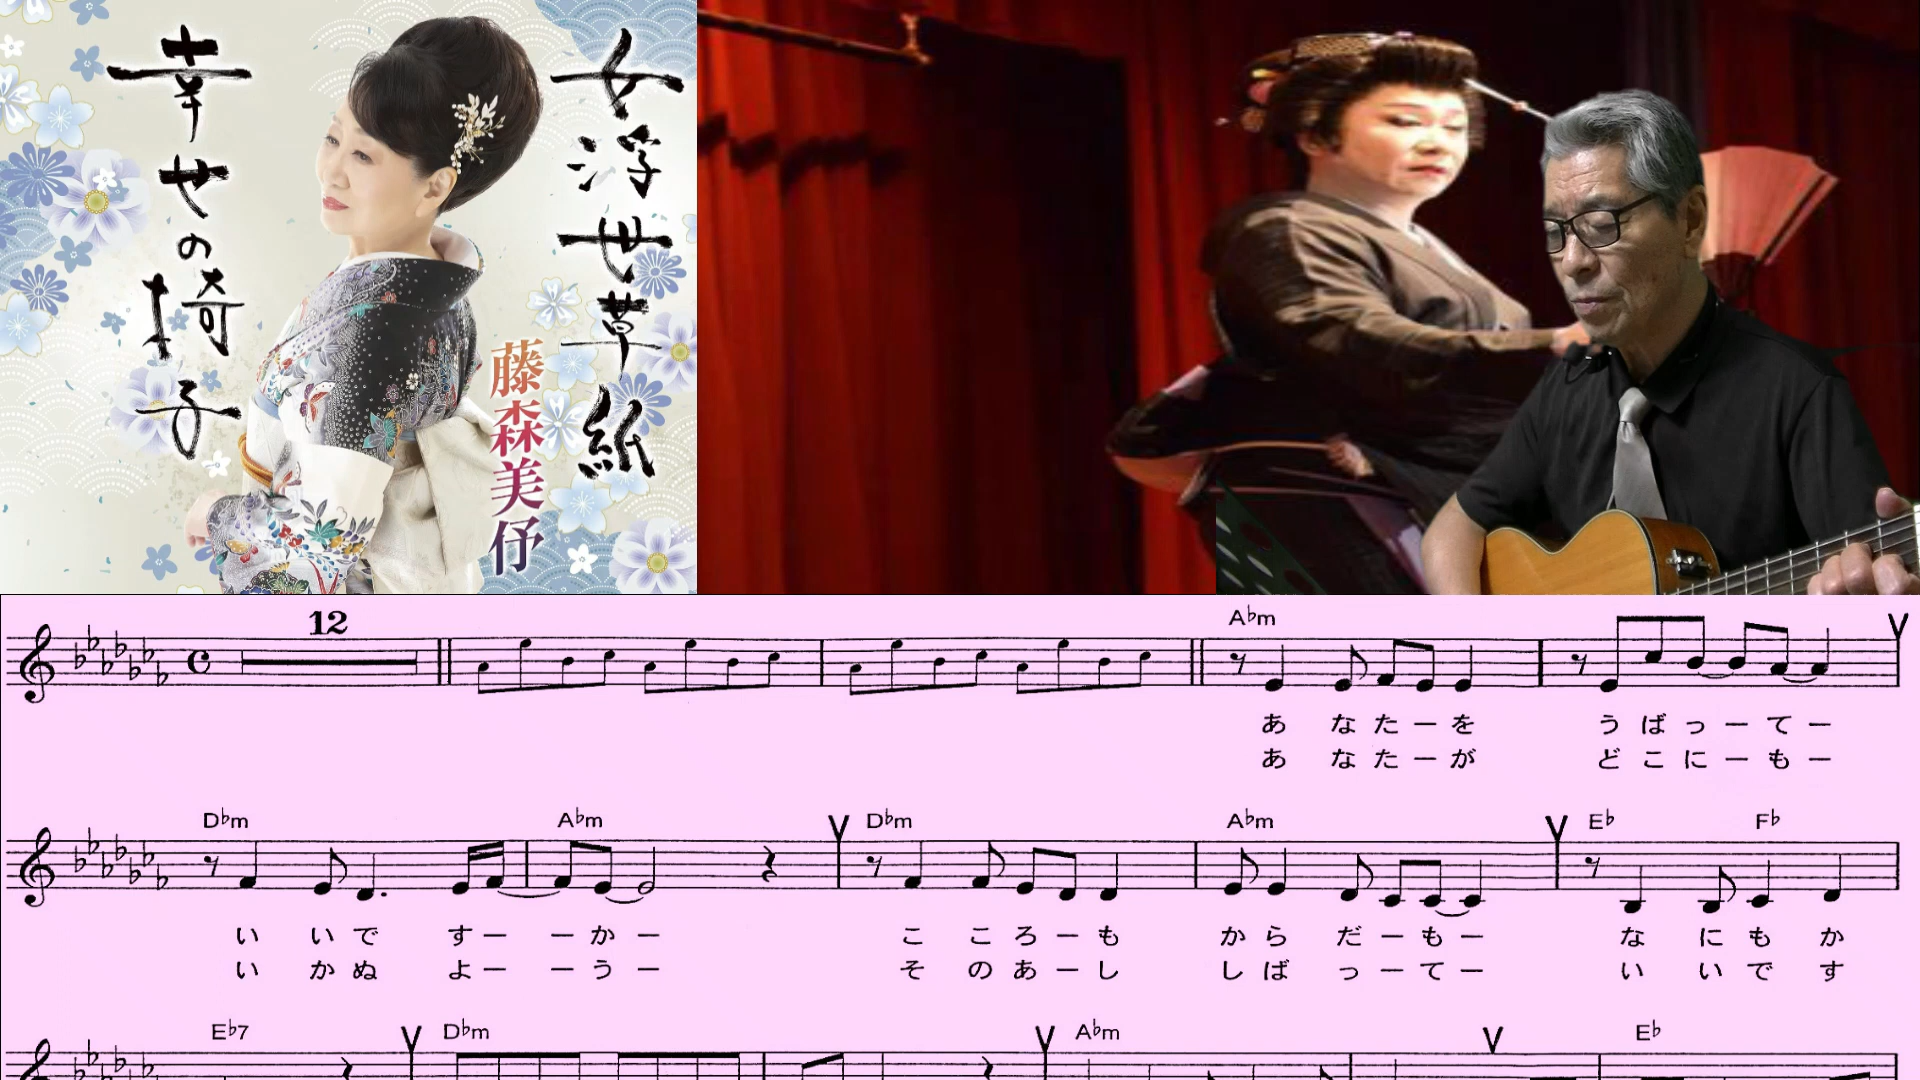 女浮世草紙
幸せの椅子
藤森美伃
12
A♭m
あ な た ー を う ば っ ー て ー
あ な た ー が ど こ に ー も ー
D♭m A♭m D♭m A♭m E♭ F♭
い い で す ー ー か ー こ こ ろ ー も か ら だ ー も ー な に も か
い か ぬ よ ー ー う ー そ の あ ー し し ば っ ー て ー い い で す
E♭7 D♭m A♭m E♭